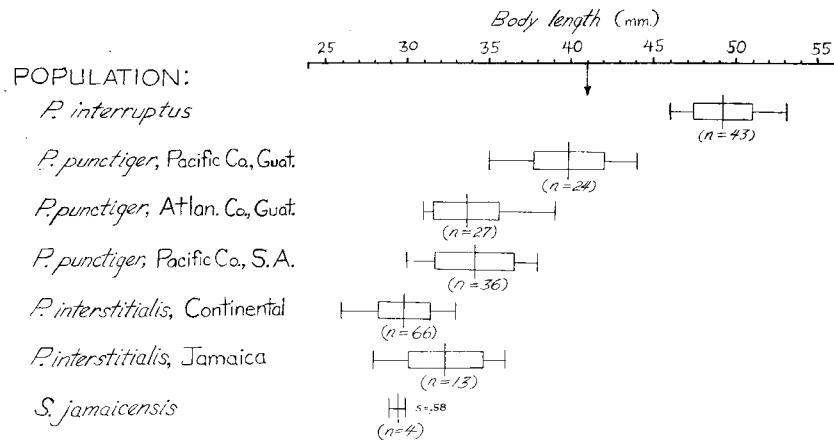 Body length (mm.)
25 30 35 40 45 50 55
POPULATION:
P. interruptus
(n=43)
P. punctiger, Pacific Co., Guat.
(n=24)
P. punctiger, Atlan. Co., Guat.
(n=27)
P. punctiger, Pacific Co., S.A.
(n=36)
P. interstitialis, Continental
(n=66)
P. interstitialis, Jamaica
(n=13)
S. jamaicensis
s=.58
(n=4)